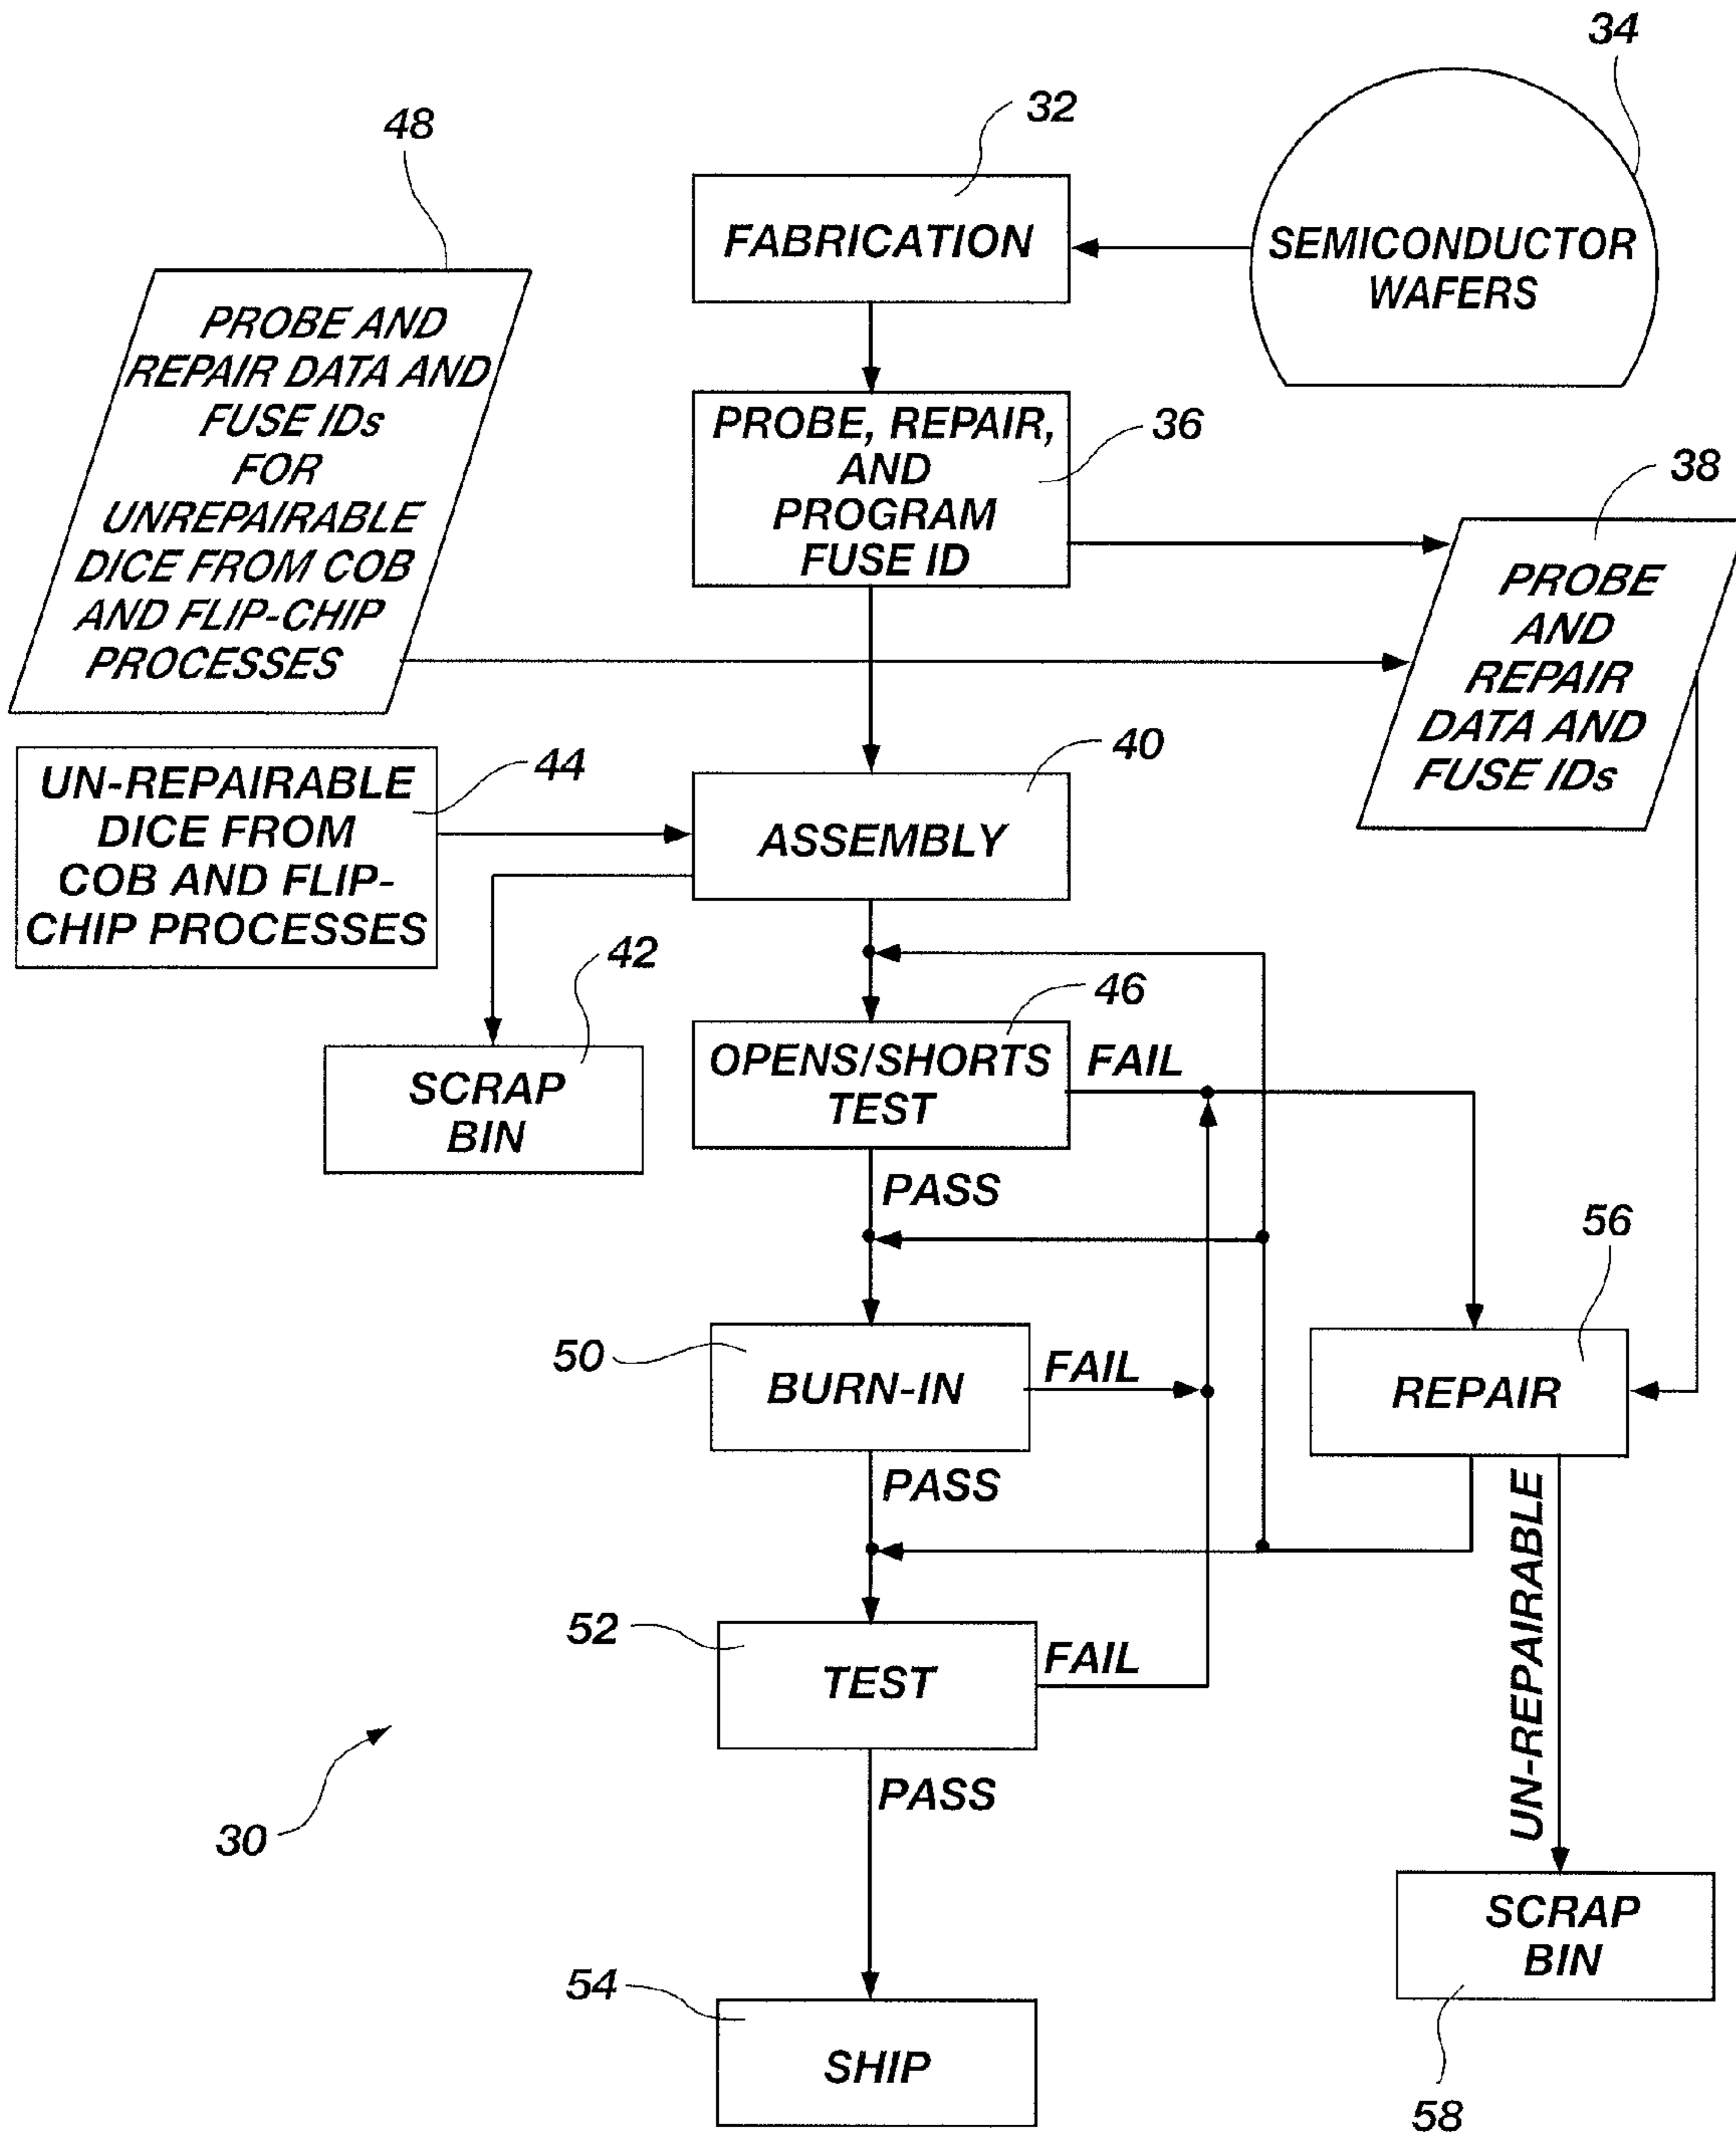 34
32
48
FABRICATION
SEMICONDUCTOR
WAFERS
PROBE AND
REPAIR DATA AND
FUSE IDs
FOR
UNREPAIRABLE
DICE FROM COB
AND FLIP-CHIP
PROCESSES
PROBE, REPAIR,
AND
PROGRAM
FUSE ID
36
38
PROBE
AND
REPAIR
DATA AND
FUSE IDs
UN-REPAIRABLE
DICE FROM
COB AND FLIP-
CHIP PROCESSES
44
40
ASSEMBLY
42
SCRAP
BIN
46
OPENS/SHORTS
TEST
FAIL
PASS
56
50
BURN-IN
FAIL
REPAIR
PASS
UN-REPAIRABLE
52
TEST
FAIL
30
PASS
SCRAP
BIN
54
SHIP
58